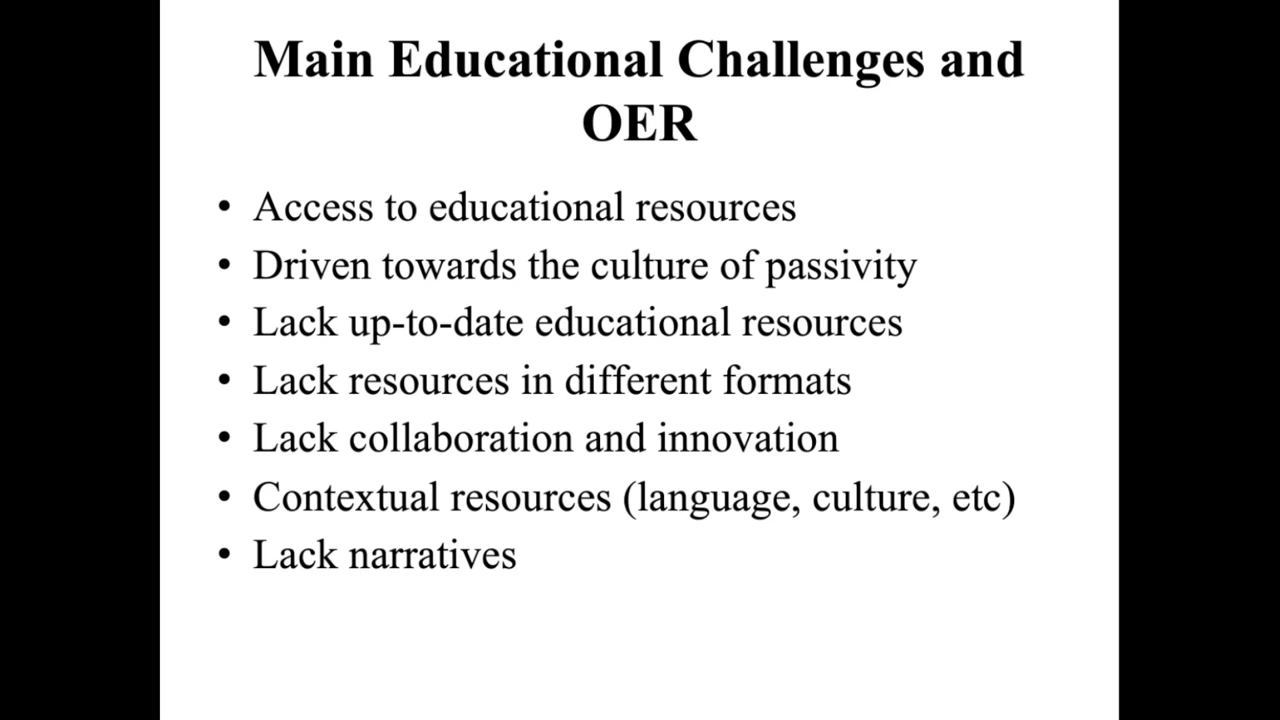 Main Educational Challenges and
OER
• Access to educational resources
• Driven towards the culture of passivity
• Lack up-to-date educational resources
• Lack resources in different formats
• Lack collaboration and innovation
• Contextual resources (language, culture, etc)
• Lack narratives